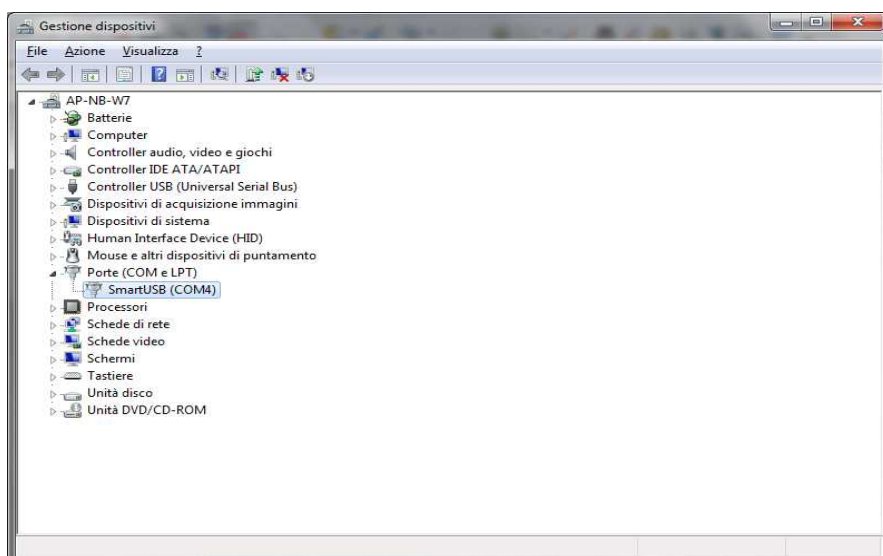 Gestione dispositivi
File Azione Visualizza ?
AP-NB-W7
Batterie
Computer
Controller audio, video e giochi
Controller IDE ATA/ATAPI
Controller USB (Universal Serial Bus)
Dispositivi di acquisizione immagini
Dispositivi di sistema
Human Interface Device (HID)
Mouse e altri dispositivi di puntamento
Porte (COM e LPT)
SmartUSB (COM4)
Processori
Schede di rete
Schede video
Schermi
Tastiere
Unità disco
Unità DVD/CD-ROM